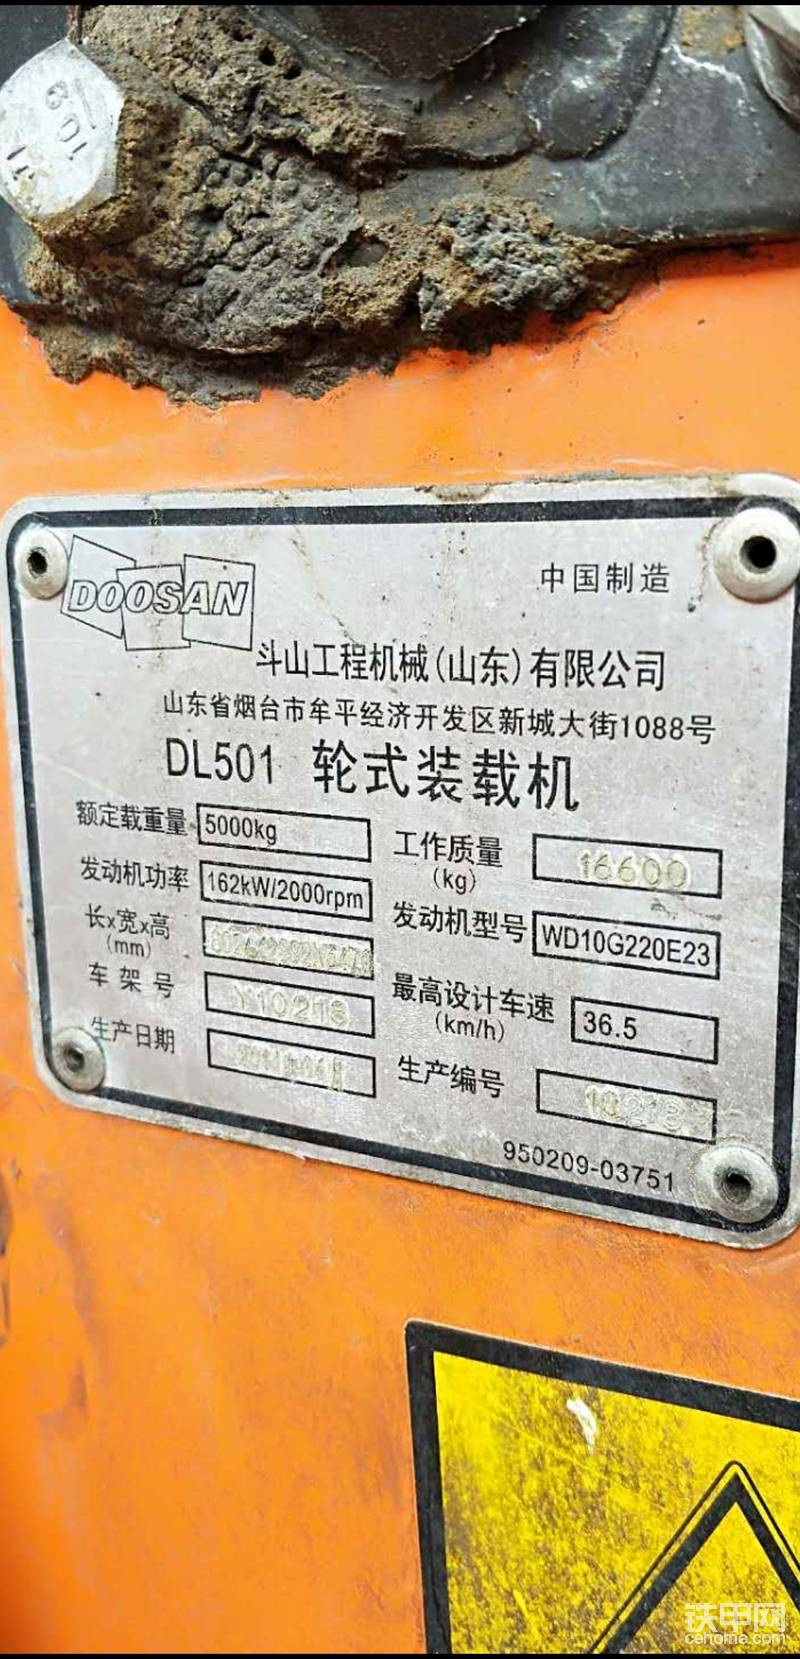 10.9
DOOSAN
中国制造
斗山工程机械(山东)有限公司
山东省烟台市牟平经济开发区新城大街1088号
DL501 轮式装载机
额定载重量 5000kg
工作质量 (kg) 16600
发动机功率 162kW/2000rpm
发动机型号 WD10G220E23
长x宽x高 (mm)
车架号 Y10218
最高设计车速 (km/h) 36.5
生产日期
生产编号 10218
950209-03751
铁甲网
cehome.com